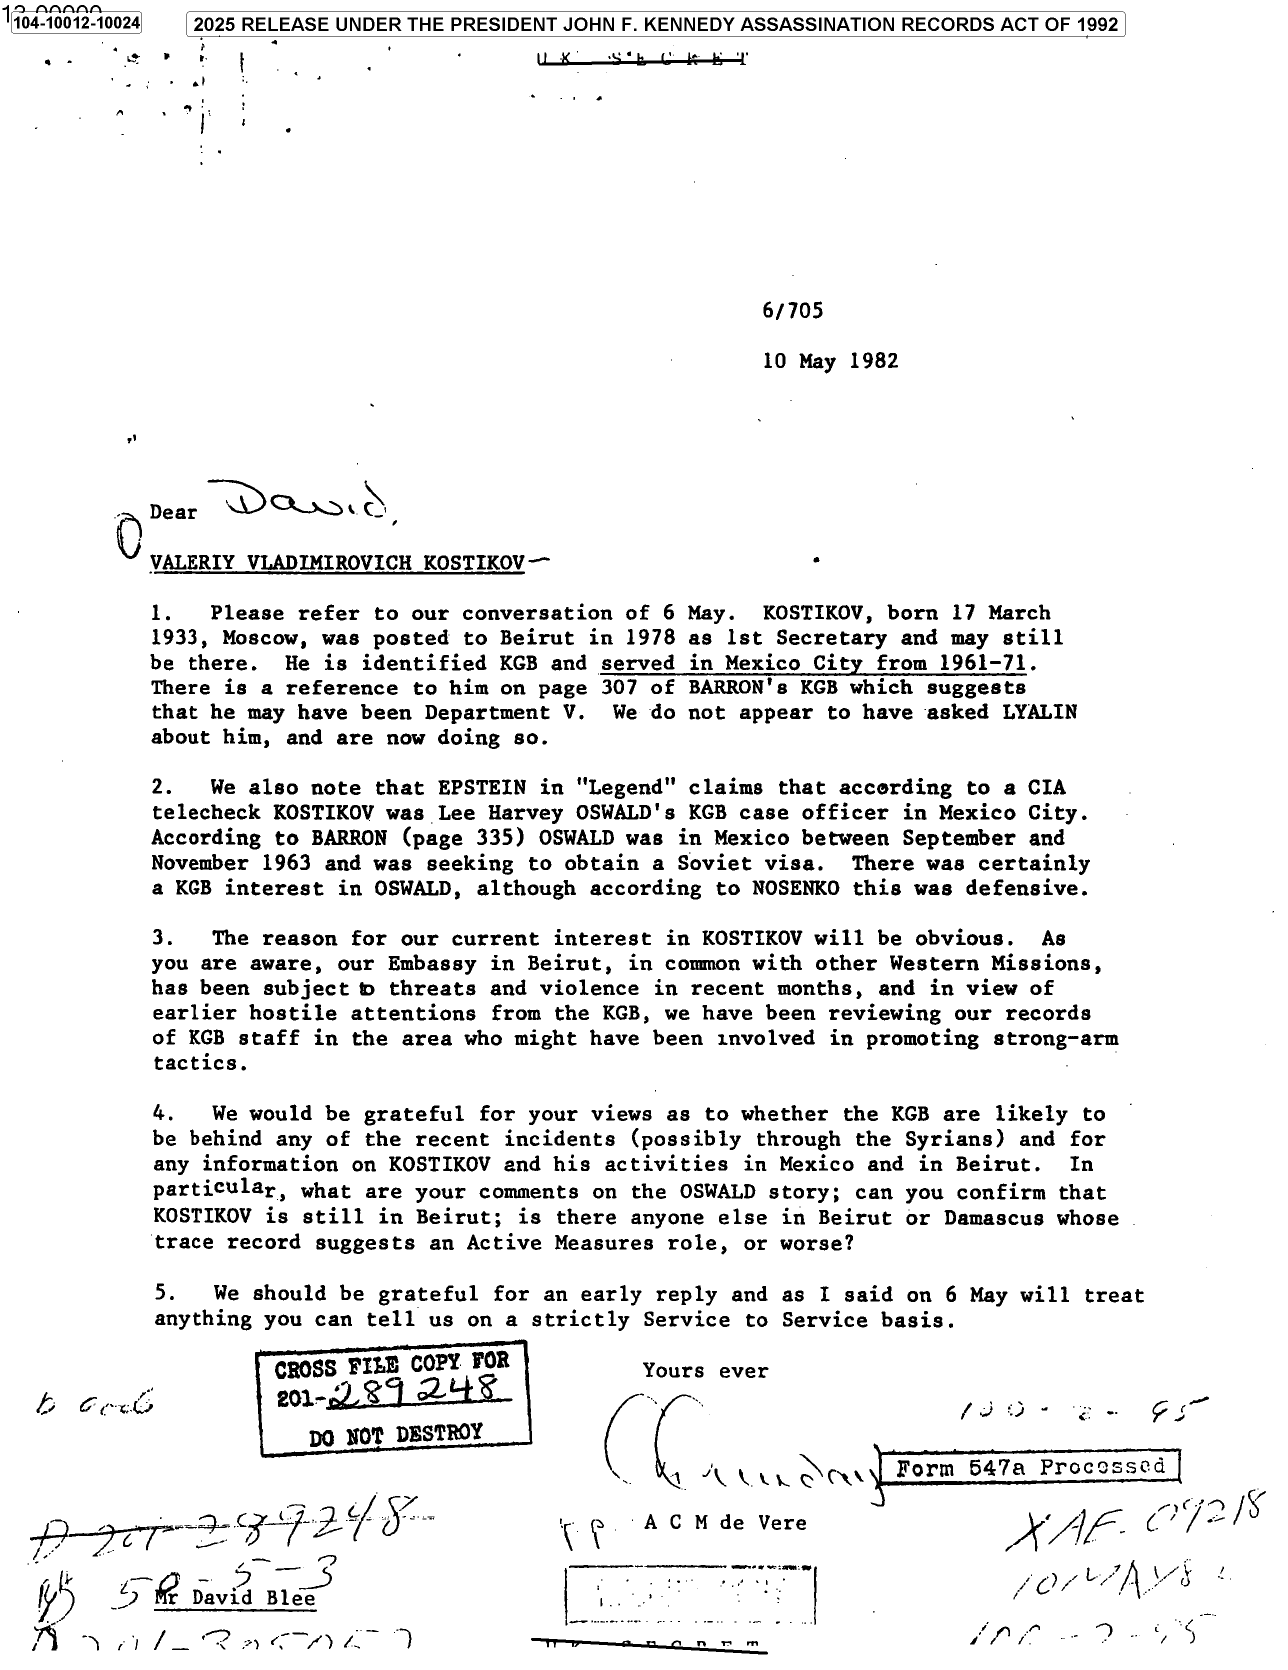 104-10012-10024
2025 RELEASE UNDER THE PRESIDENT JOHN F. KENNEDY ASSASSINATION RECORDS ACT OF 1992
U K S E C R E T
6/705
10 May 1982
Dear David,
VALERIY VLADIMIROVICH KOSTIKOV
1. Please refer to our conversation of 6 May. KOSTIKOV, born 17 March
1933, Moscow, was posted to Beirut in 1978 as 1st Secretary and may still
be there. He is identified KGB and served in Mexico City from 1961-71.
There is a reference to him on page 307 of BARRON's KGB which suggests
that he may have been Department V. We do not appear to have asked LYALIN
about him, and are now doing so.
2. We also note that EPSTEIN in "Legend" claims that according to a CIA
telecheck KOSTIKOV was Lee Harvey OSWALD's KGB case officer in Mexico City.
According to BARRON (page 335) OSWALD was in Mexico between September and
November 1963 and was seeking to obtain a Soviet visa. There was certainly
a KGB interest in OSWALD, although according to NOSENKO this was defensive.
3. The reason for our current interest in KOSTIKOV will be obvious. As
you are aware, our Embassy in Beirut, in common with other Western Missions,
has been subject to threats and violence in recent months, and in view of
earlier hostile attentions from the KGB, we have been reviewing our records
of KGB staff in the area who might have been involved in promoting strong-arm
tactics.
4. We would be grateful for your views as to whether the KGB are likely to
be behind any of the recent incidents (possibly through the Syrians) and for
any information on KOSTIKOV and his activities in Mexico and in Beirut. In
particular, what are your comments on the OSWALD story; can you confirm that
KOSTIKOV is still in Beirut; is there anyone else in Beirut or Damascus whose
trace record suggests an Active Measures role, or worse?
5. We should be grateful for an early reply and as I said on 6 May will treat
anything you can tell us on a strictly Service to Service basis.
CROSS FILE COPY FOR
201-289248
DO NOT DESTROY
Yours ever
Form 547a Processed
A C M de Vere
D 201-289248
XAF. 09218
10 MAY 8
50-5-3
Mr David Blee